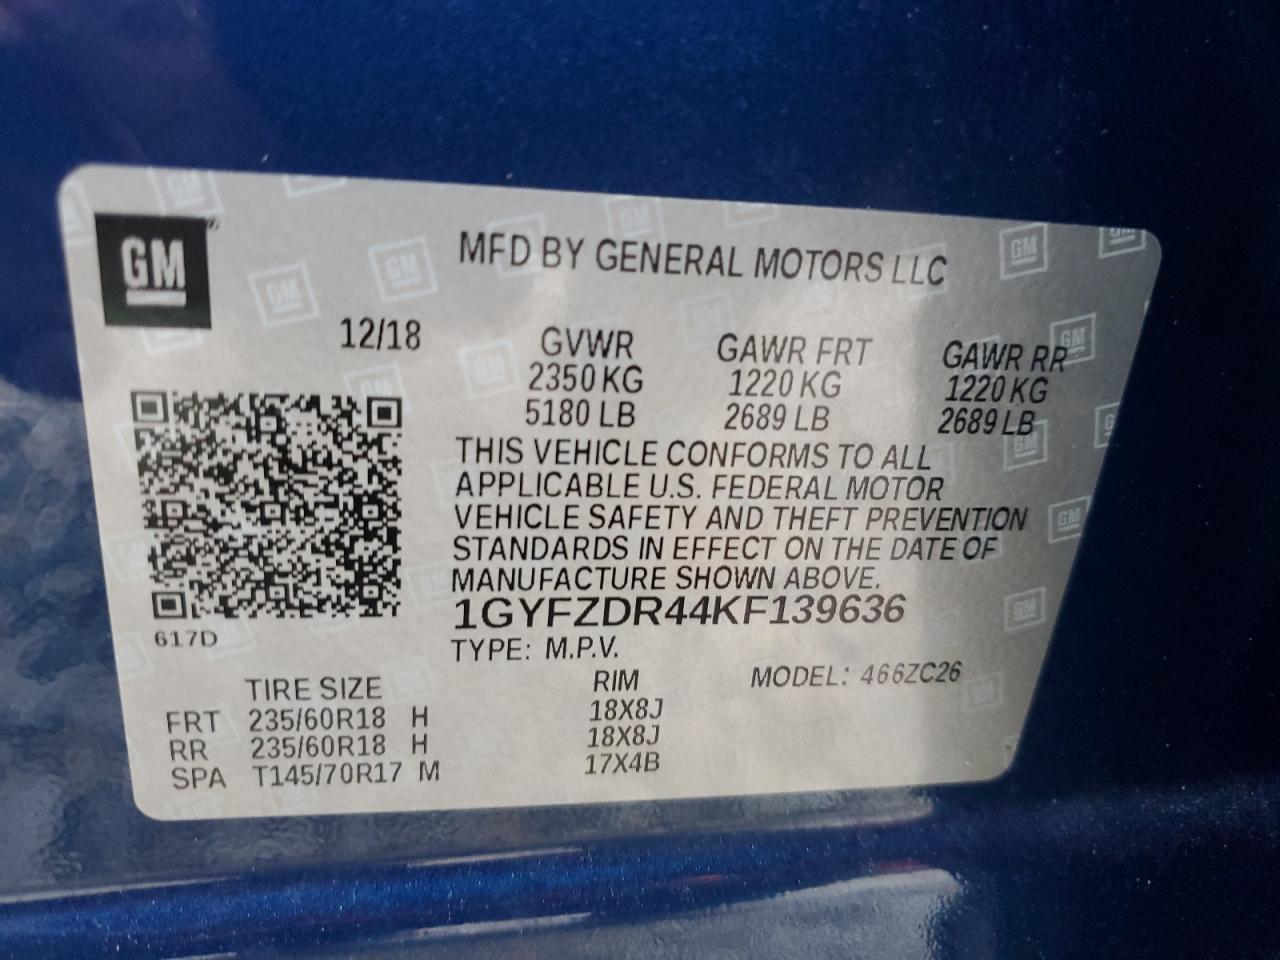 GM
MFD BY GENERAL MOTORS LLC
12/18
GVWR GAWR FRT GAWR RR
2350 KG 1220 KG 1220 KG
5180 LB 2689 LB 2689 LB
THIS VEHICLE CONFORMS TO ALL
APPLICABLE U.S. FEDERAL MOTOR
VEHICLE SAFETY AND THEFT PREVENTION
STANDARDS IN EFFECT ON THE DATE OF
MANUFACTURE SHOWN ABOVE.
1GYFZDR44KF139636
617D
TYPE: M.P.V.
MODEL: 466ZC26
TIRE SIZE RIM
FRT 235/60R18 H 18X8J
RR 235/60R18 H 18X8J
SPA T145/70R17 M 17X4B